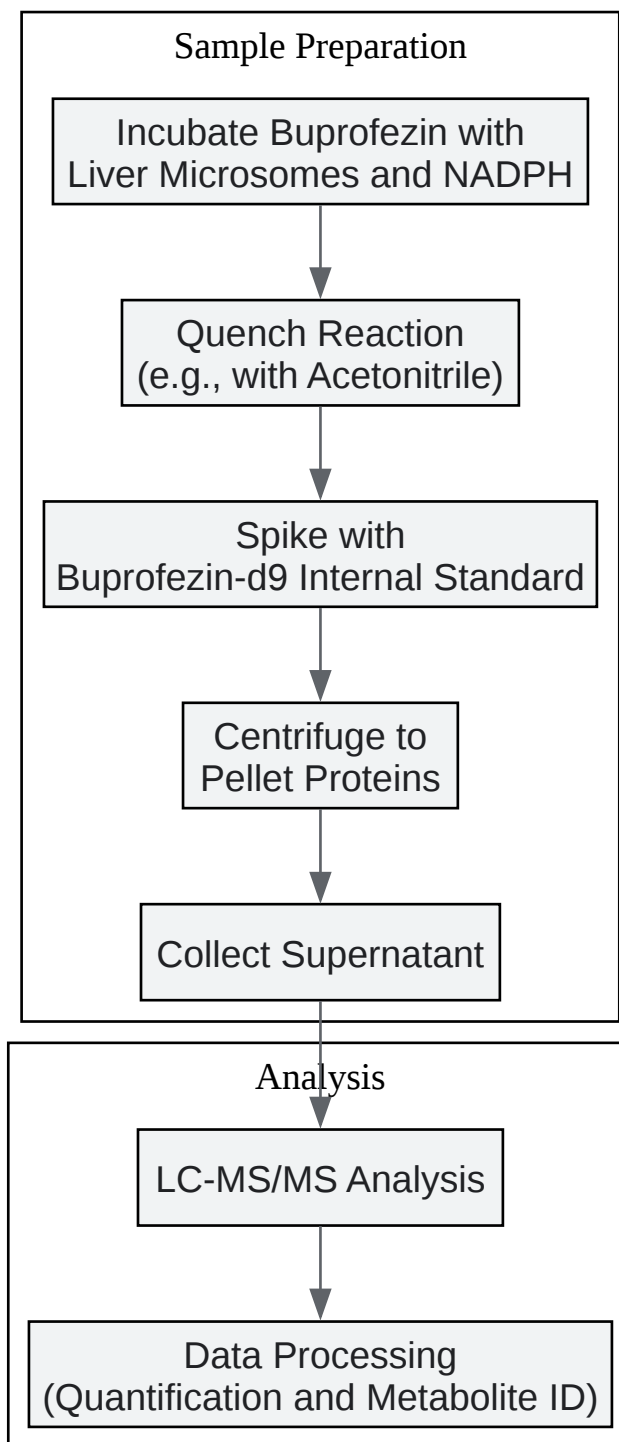 Sample Preparation
Incubate Buprofezin with
Liver Microsomes and NADPH
Quench Reaction
(e.g., with Acetonitrile)
Spike with
Buprofezin-d9 Internal Standard
Centrifuge to
Pellet Proteins
Collect Supernatant
Analysis
LC-MS/MS Analysis
Data Processing
(Quantification and Metabolite ID)